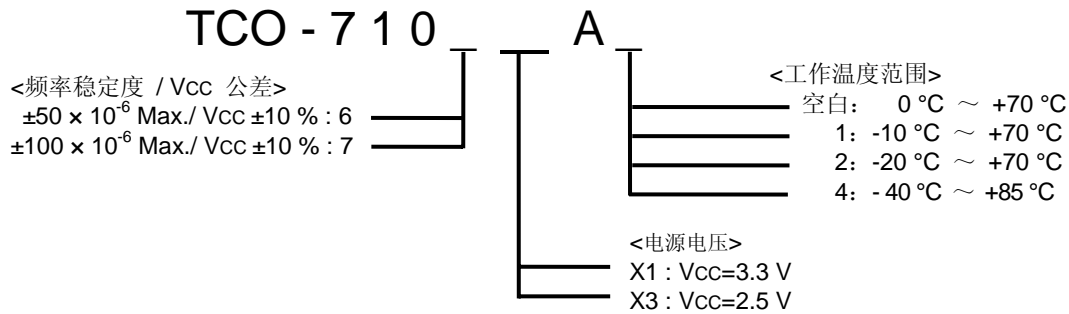 TCO - 7 1 0 _ _ A _
<频率稳定度 / Vcc 公差>
±50 × 10⁻⁶ Max./ Vcc ±10 % : 6
±100 × 10⁻⁶ Max./ Vcc ±10 % : 7
<工作温度范围>
空白: 0 °C ～ +70 °C
1: -10 °C ～ +70 °C
2: -20 °C ～ +70 °C
4: - 40 °C ～ +85 °C
<电源电压>
X1 : Vcc=3.3 V
X3 : Vcc=2.5 V